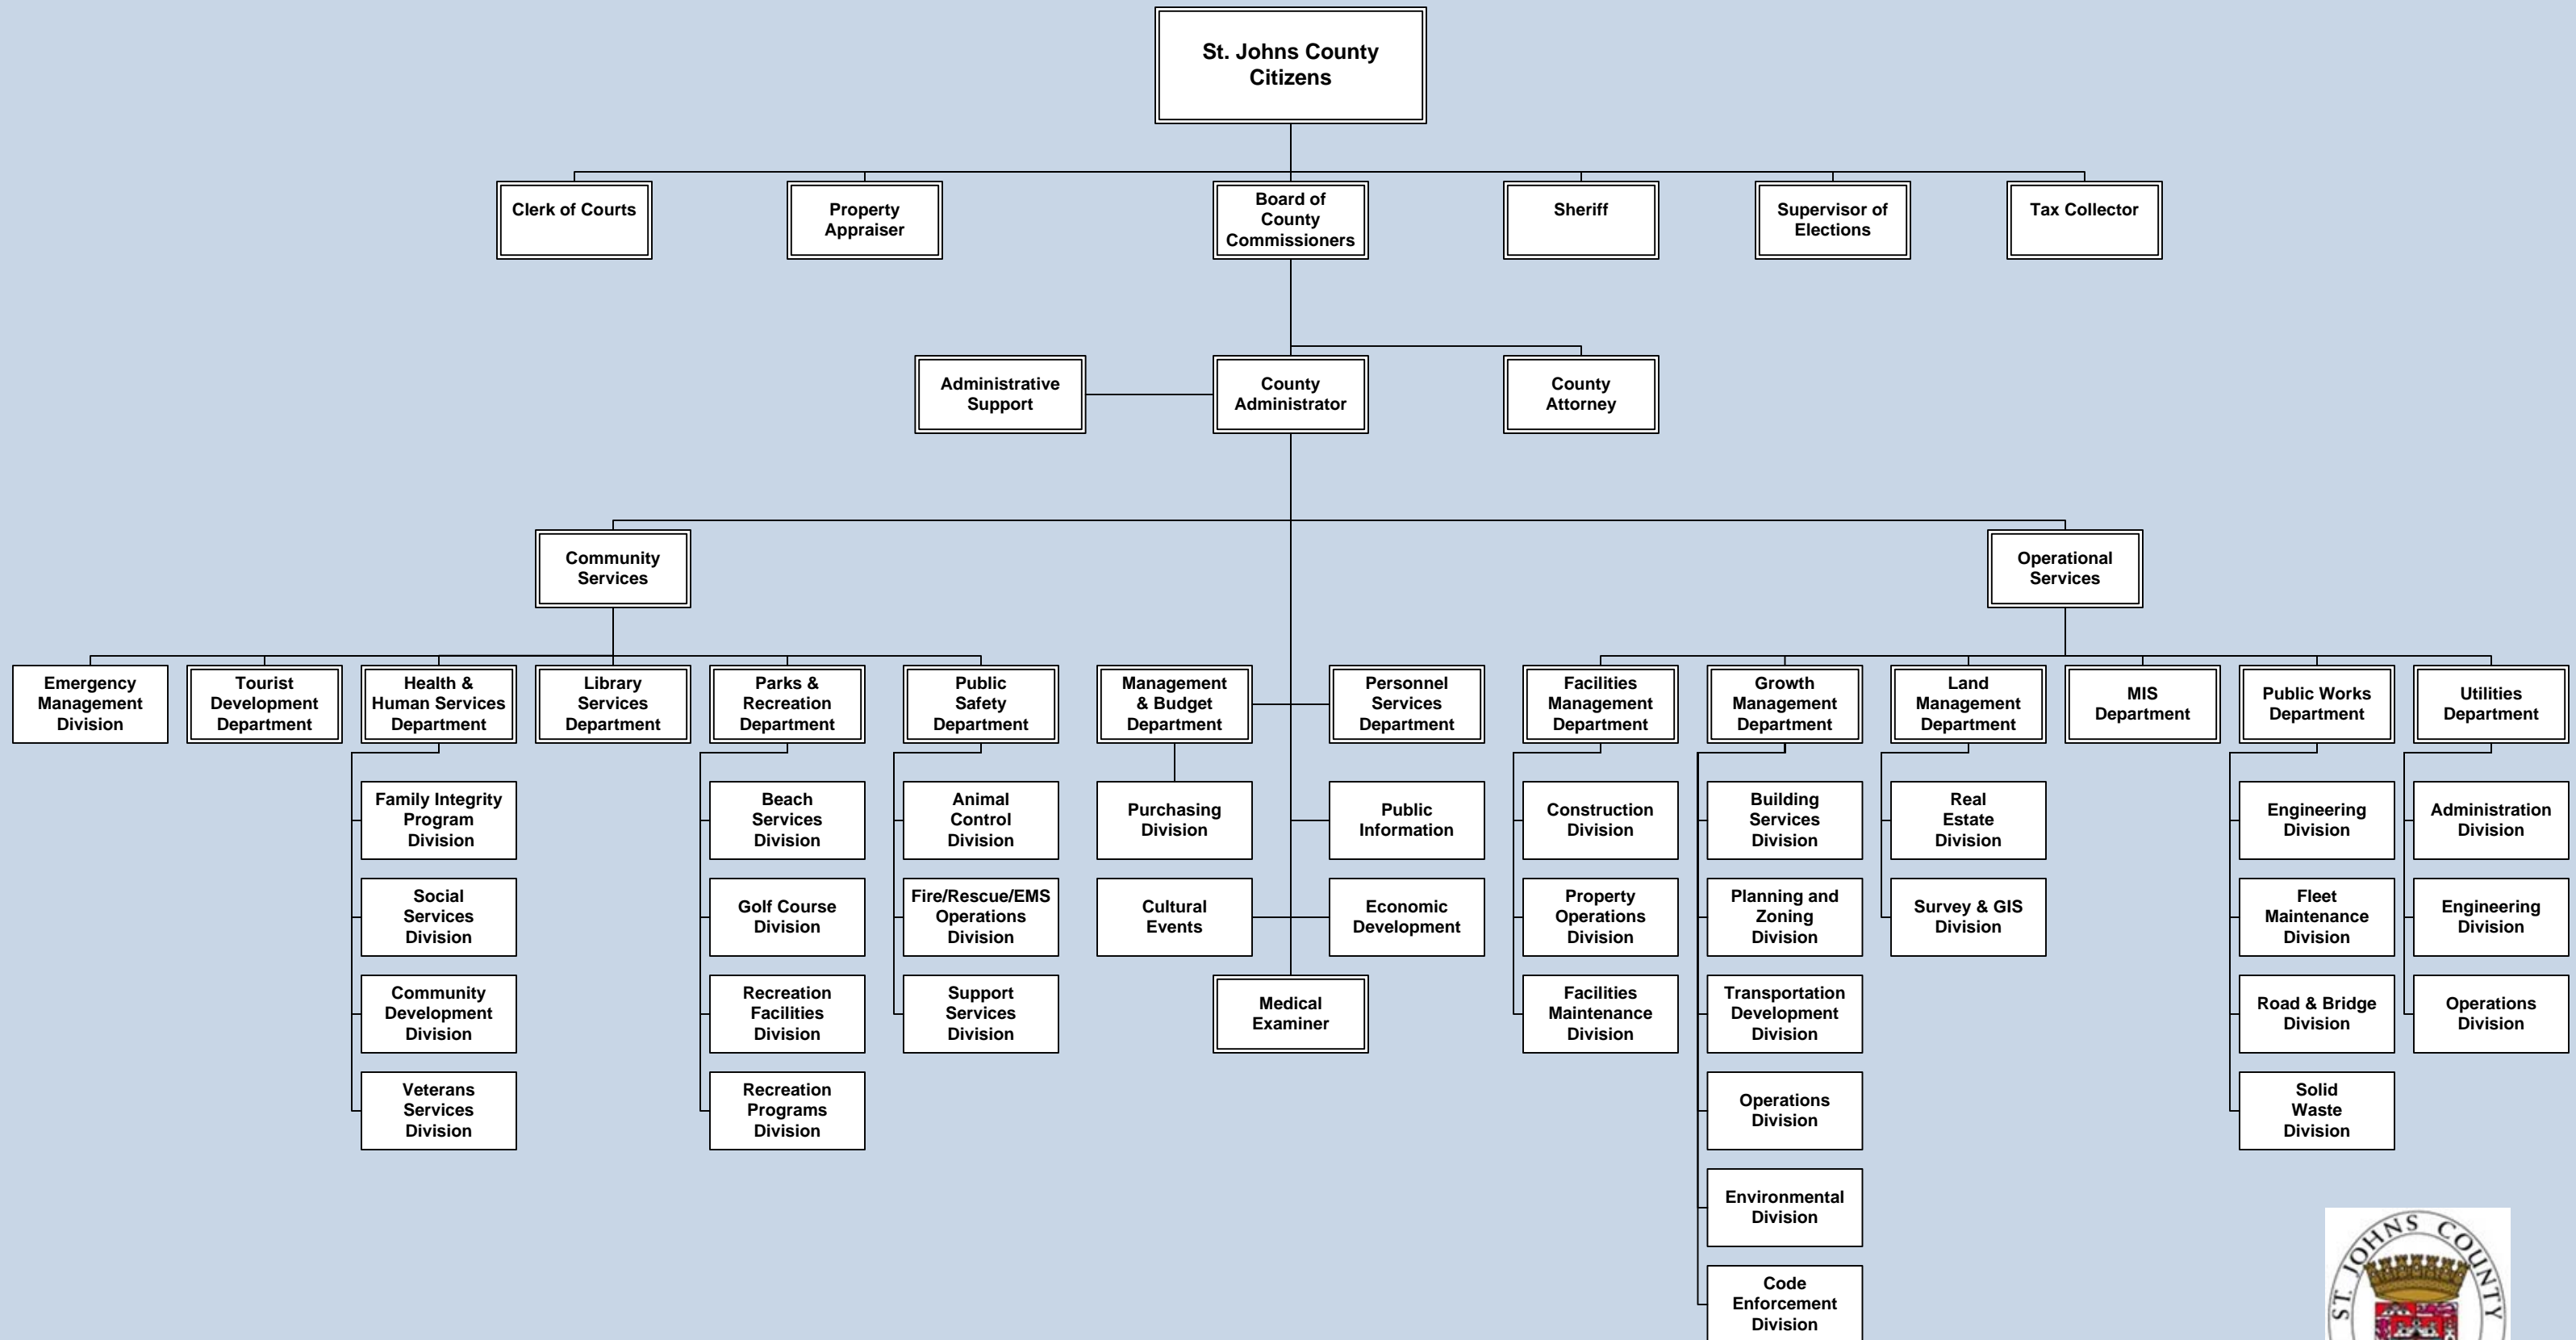 St. Johns County
Citizens
Clerk of Courts
Property
Appraiser
Board of
County
Commissioners
Sheriff
Supervisor of
Elections
Tax Collector
Administrative
Support
County
Administrator
County
Attorney
Community
Services
Operational
Services
Emergency
Management
Division
Tourist
Development
Department
Health &
Human Services
Department
Library
Services
Department
Parks &
Recreation
Department
Public
Safety
Department
Management
& Budget
Department
Personnel
Services
Department
Facilities
Management
Department
Growth
Management
Department
Land
Management
Department
MIS
Department
Public Works
Department
Utilities
Department
Family Integrity
Program
Division
Beach
Services
Division
Animal
Control
Division
Purchasing
Division
Public
Information
Construction
Division
Building
Services
Division
Real
Estate
Division
Engineering
Division
Administration
Division
Social
Services
Division
Golf Course
Division
Fire/Rescue/EMS
Operations
Division
Cultural
Events
Economic
Development
Property
Operations
Division
Planning and
Zoning
Division
Survey & GIS
Division
Fleet
Maintenance
Division
Engineering
Division
Community
Development
Division
Recreation
Facilities
Division
Support
Services
Division
Medical
Examiner
Facilities
Maintenance
Division
Transportation
Development
Division
Road & Bridge
Division
Operations
Division
Veterans
Services
Division
Recreation
Programs
Division
Operations
Division
Solid
Waste
Division
Environmental
Division
Code
Enforcement
Division
ST. JOHNS COUNTY